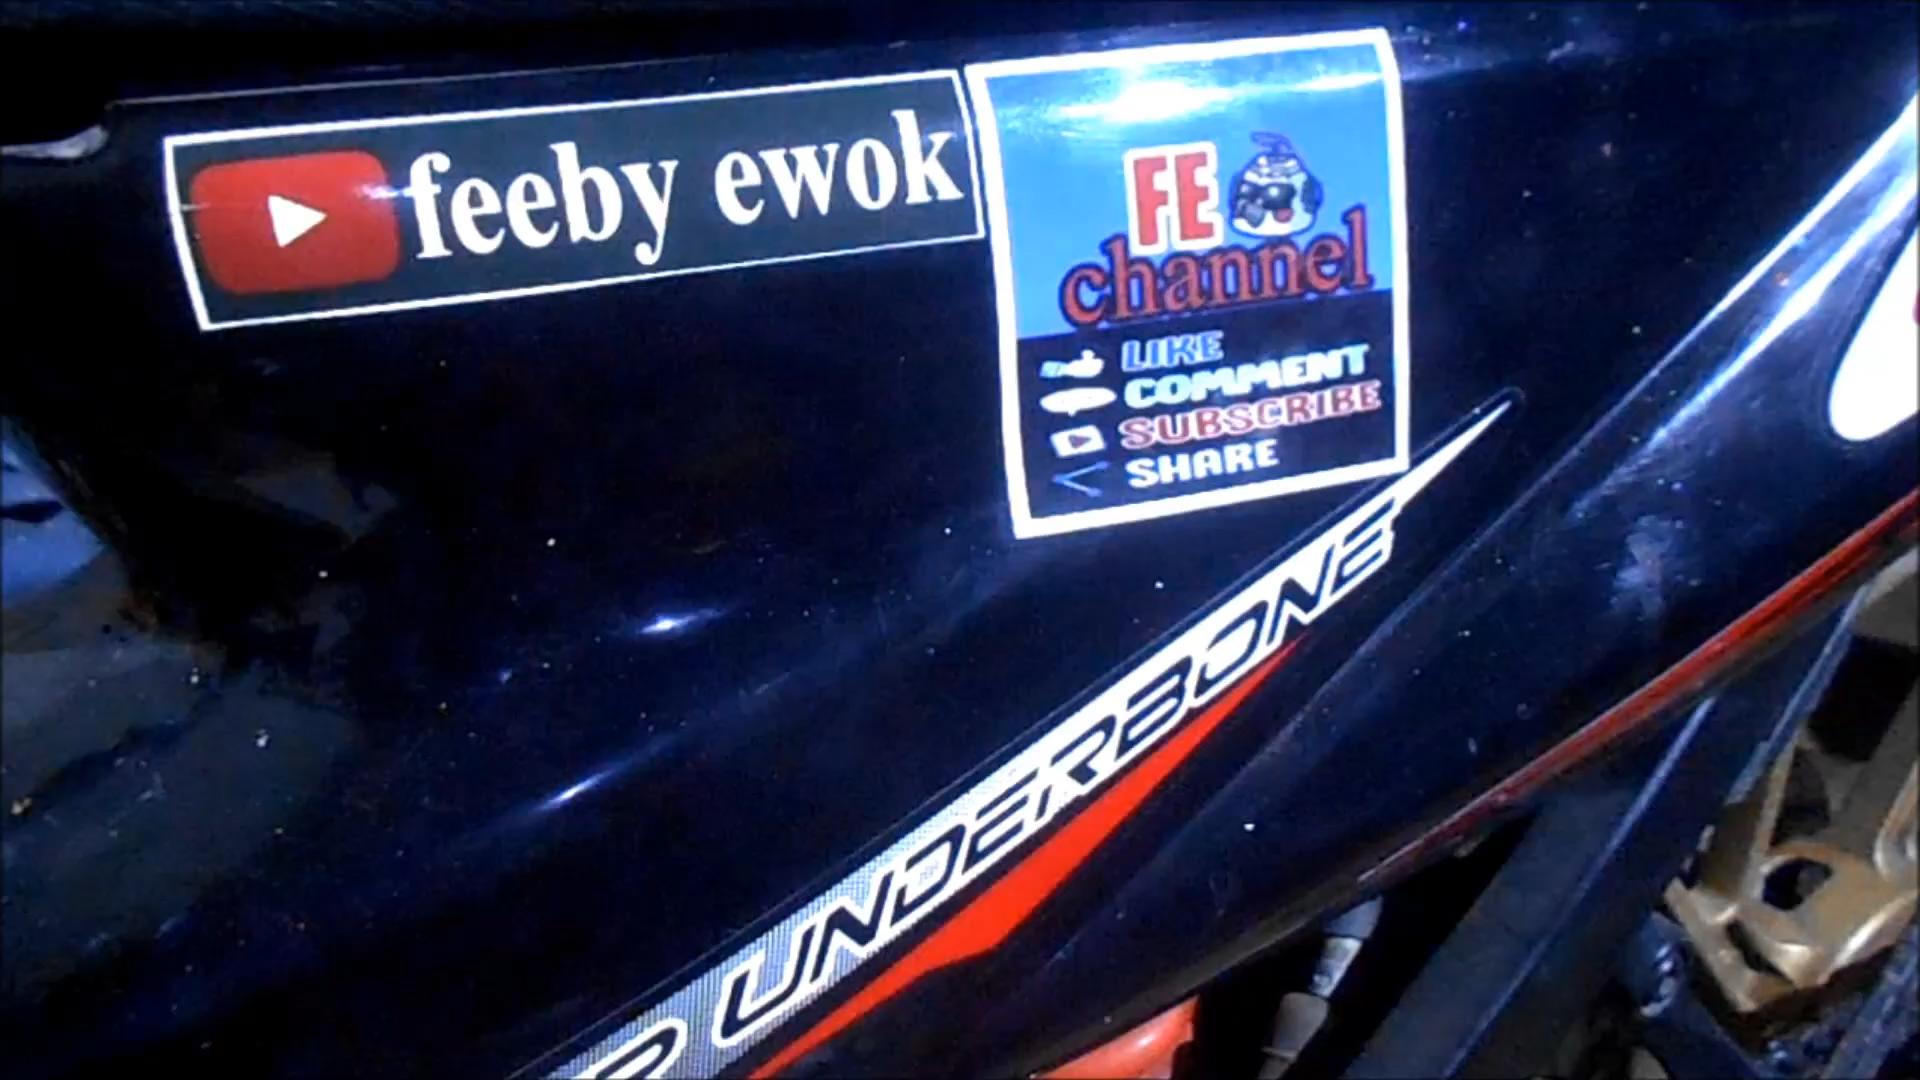 feeby ewok
FE
channel
LIKE
COMMENT
SUBSCRIBE
SHARE
UNDERBONE